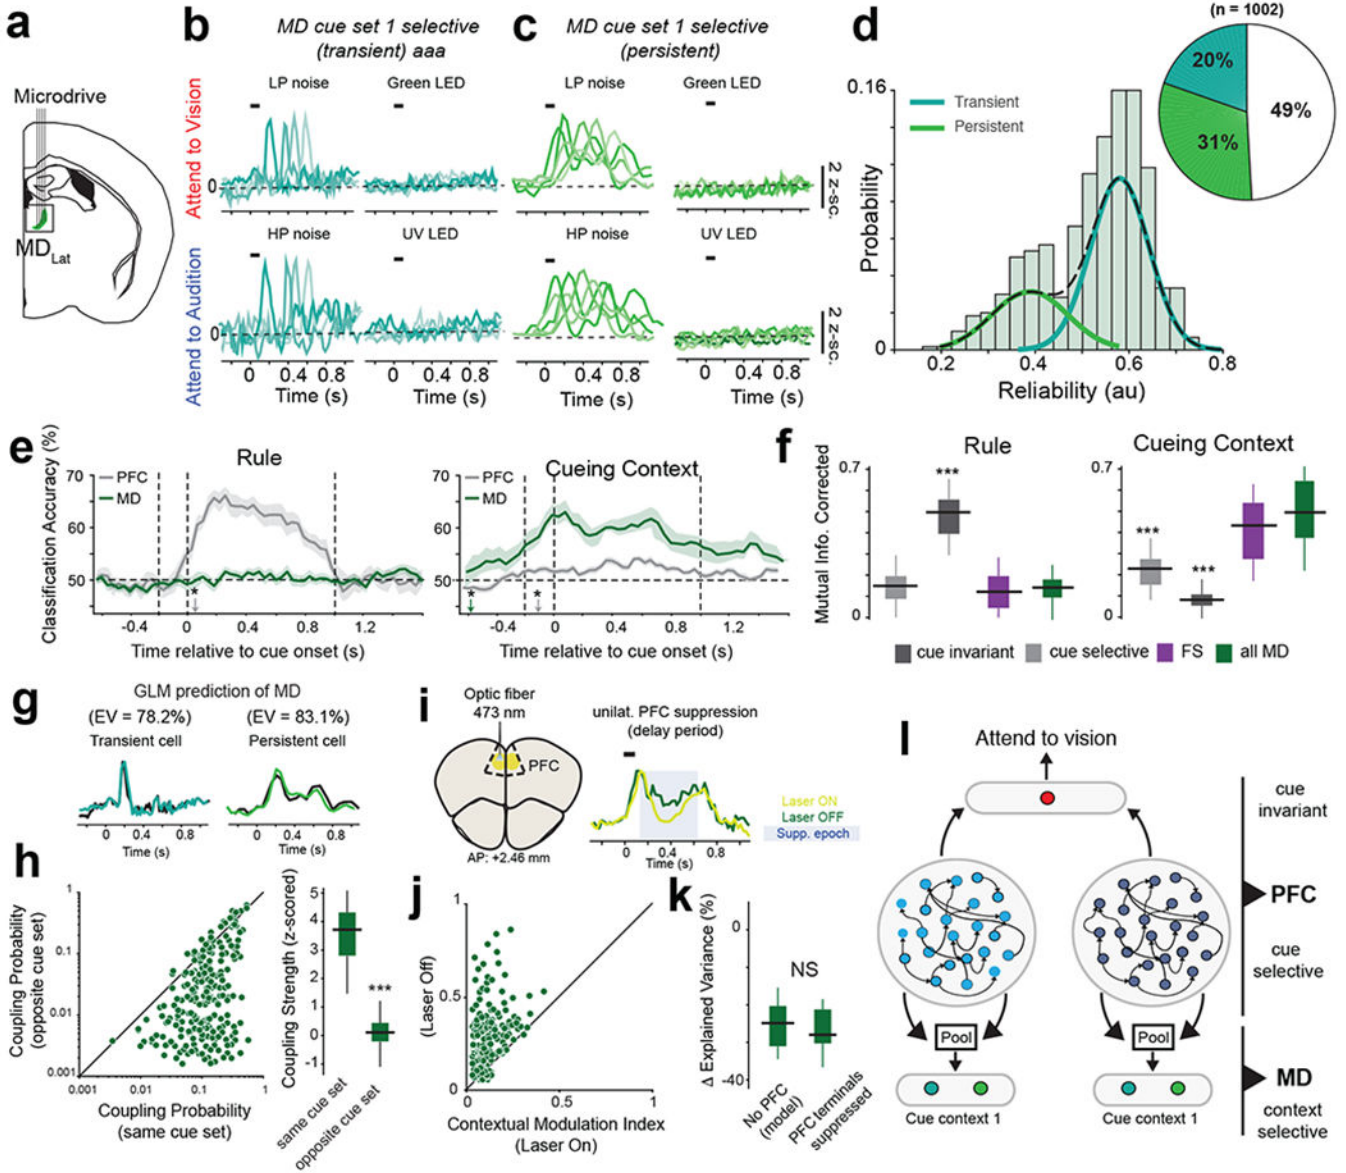 a
Microdrive
MD Lat
b
MD cue set 1 selective
(transient) aaa
LP noise
Green LED
Attend to Vision
0
HP noise
UV LED
Attend to Audition
0
0 0.4 0.8
0 0.4 0.8
Time (s)
Time (s)
c
MD cue set 1 selective
(persistent)
LP noise
Green LED
2 z-sc.
HP noise
UV LED
2 z-sc.
0 0.4 0.8
0 0.4 0.8
Time (s)
Time (s)
d
(n = 1002)
20%
49%
31%
0.16
Transient
Persistent
Probability
0
0.2 0.4 0.6 0.8
Reliability (au)
e
Classification Accuracy (%)
Rule
70
PFC
MD
60
50
*
-0.4 0 0.4 0.8 1.2
Time relative to cue onset (s)
Cueing Context
70
PFC
MD
60
50
*
*
-0.4 0 0.4 0.8 1.2
Time relative to cue onset (s)
f
Mutual Info. Corrected
Rule
0.7
***
0
Cueing Context
0.7
***
***
0
cue invariant
cue selective
FS
all MD
g
GLM prediction of MD
(EV = 78.2%)
(EV = 83.1%)
Transient cell
Persistent cell
0 0.4 0.8
0 0.4 0.8
Time (s)
Time (s)
h
Coupling Probability
(opposite cue set)
1
0.1
0.01
0.001
0.001 0.01 0.1 1
Coupling Probability
(same cue set)
Coupling Strength (z-scored)
5
4
3
2
1
0
-1
***
same cue set
opposite cue set
i
Optic fiber
473 nm
PFC
AP: +2.46 mm
unilat. PFC suppression
(delay period)
Laser ON
Laser OFF
Supp. epoch
0 0.4 0.8
Time (s)
j
(Laser Off)
1
0.5
0
0 0.5 1
Contextual Modulation Index
(Laser On)
k
Δ Explained Variance (%)
0
NS
-40
No PFC
(model)
PFC terminals
suppressed
l
Attend to vision
cue
invariant
PFC
cue
selective
Pool
Pool
MD
Cue context 1
Cue context 1
context
selective